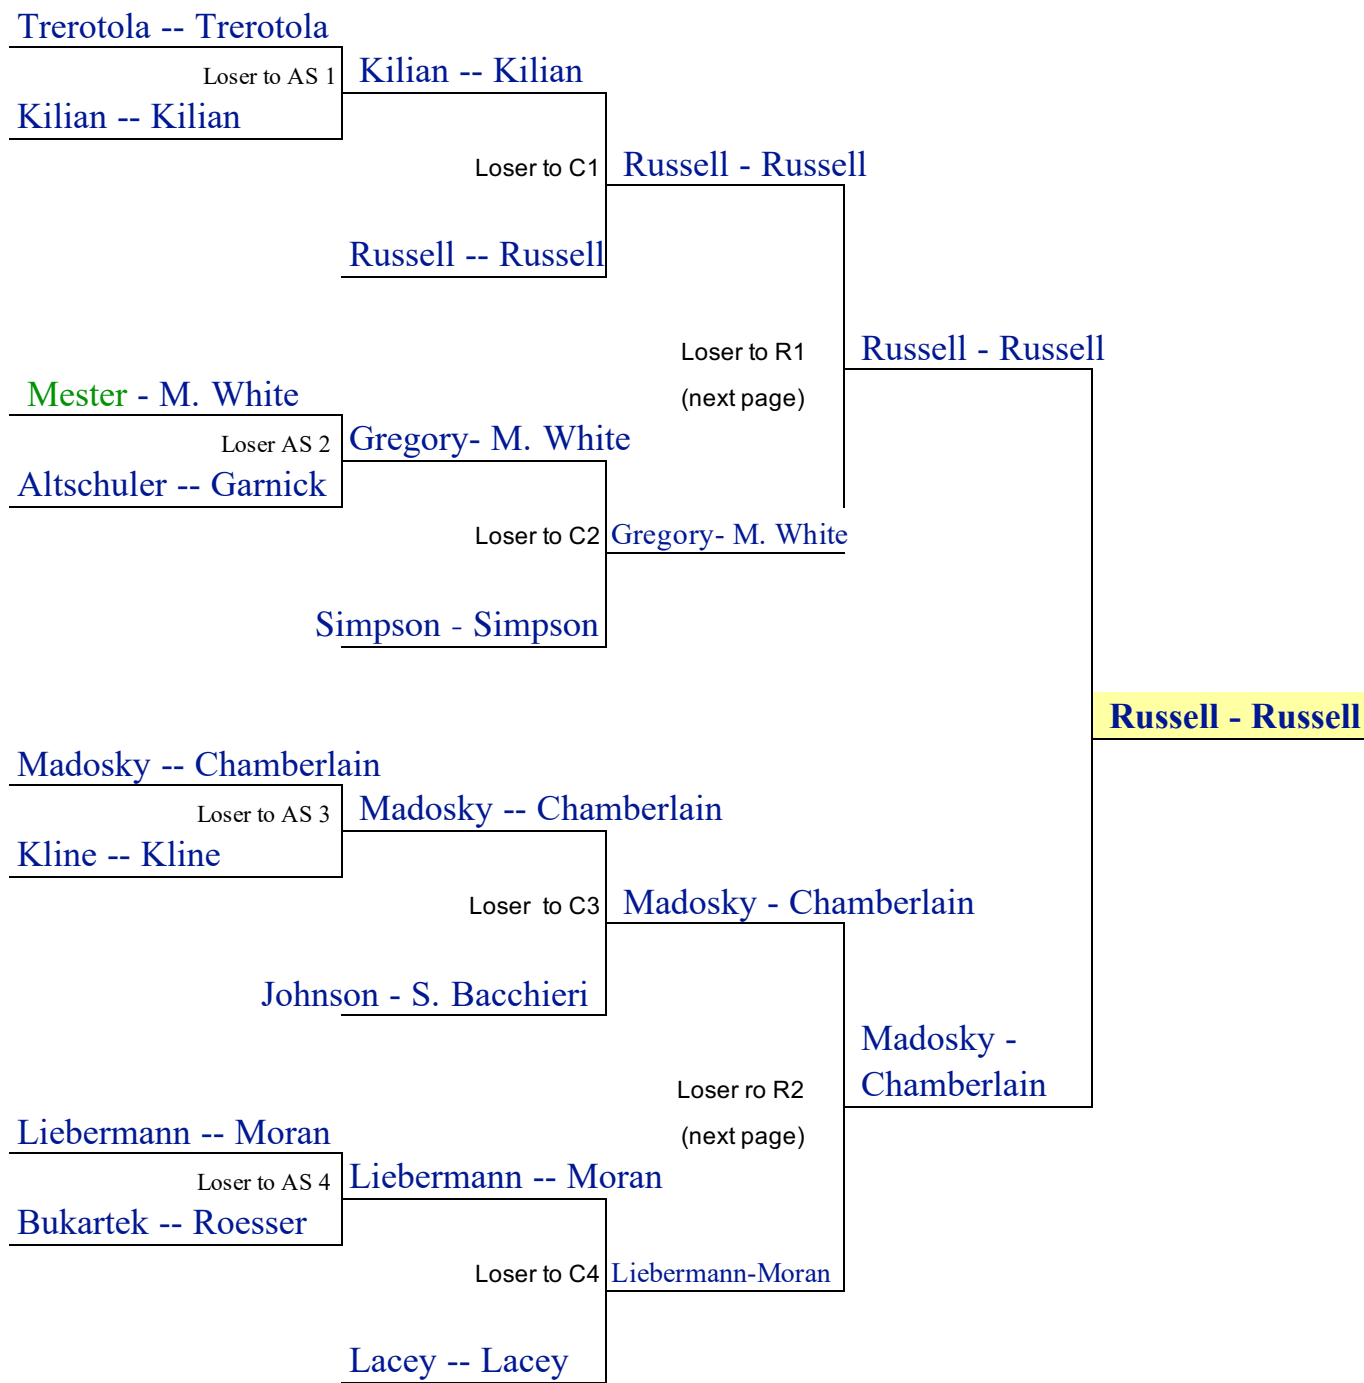 Trerotola -- Trerotola
Loser to AS 1
Kilian -- Kilian
Kilian -- Kilian
Loser to C1
Russell - Russell
Russell -- Russell
Loser to R1
(next page)
Russell - Russell
Mester - M. White
Loser AS 2
Gregory- M. White
Altschuler -- Garnick
Loser to C2
Gregory- M. White
Simpson - Simpson
Russell - Russell
Madosky -- Chamberlain
Loser to AS 3
Madosky -- Chamberlain
Kline -- Kline
Loser  to C3
Madosky - Chamberlain
Johnson - S. Bacchieri
Madosky -
Chamberlain
Loser ro R2
(next page)
Liebermann -- Moran
Loser to AS 4
Liebermann -- Moran
Bukartek -- Roesser
Loser to C4
Liebermann-Moran
Lacey -- Lacey